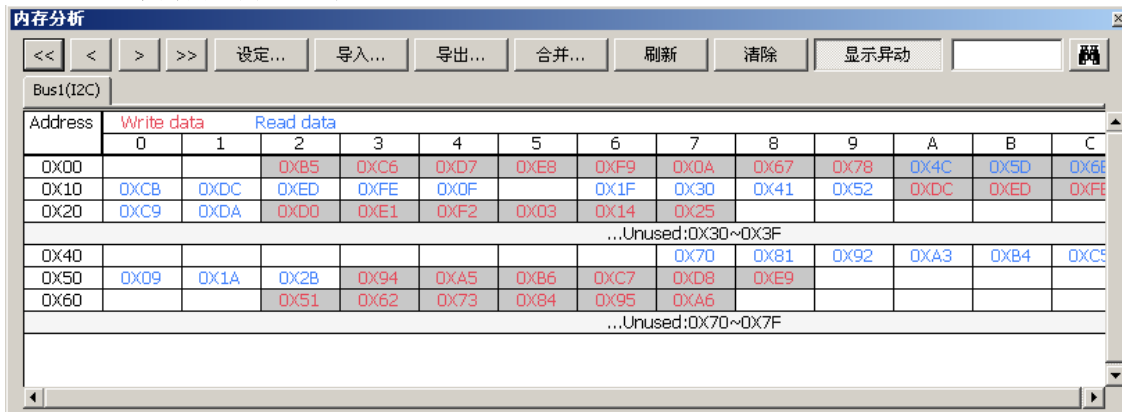 内存分析
<< < > >> 设定... 导入... 导出... 合并... 刷新 清除 显示异动
Bus1(I2C)
Address Write data Read data
0 1 2 3 4 5 6 7 8 9 A B C
0X00 0XB5 0XC6 0XD7 0XE8 0XF9 0X0A 0X67 0X78 0X4C 0X5D
0X10 0XCB 0XDC 0XED 0XFE 0X0F 0X1F 0X30 0X41 0X52 0XDC 0XED 0XFE
0X20 0XC9 0XDA 0XD0 0XE1 0XF2 0X03 0X14 0X25
...Unused:0X30~0X3F
0X40 0X70 0X81 0X92 0XA3 0XB4 0XC5
0X50 0X09 0X1A 0X2B 0X94 0XA5 0XB6 0XC7 0XD8 0XE9
0X60 0X51 0X62 0X73 0X84 0X95 0XA6
...Unused:0X70~0X7F